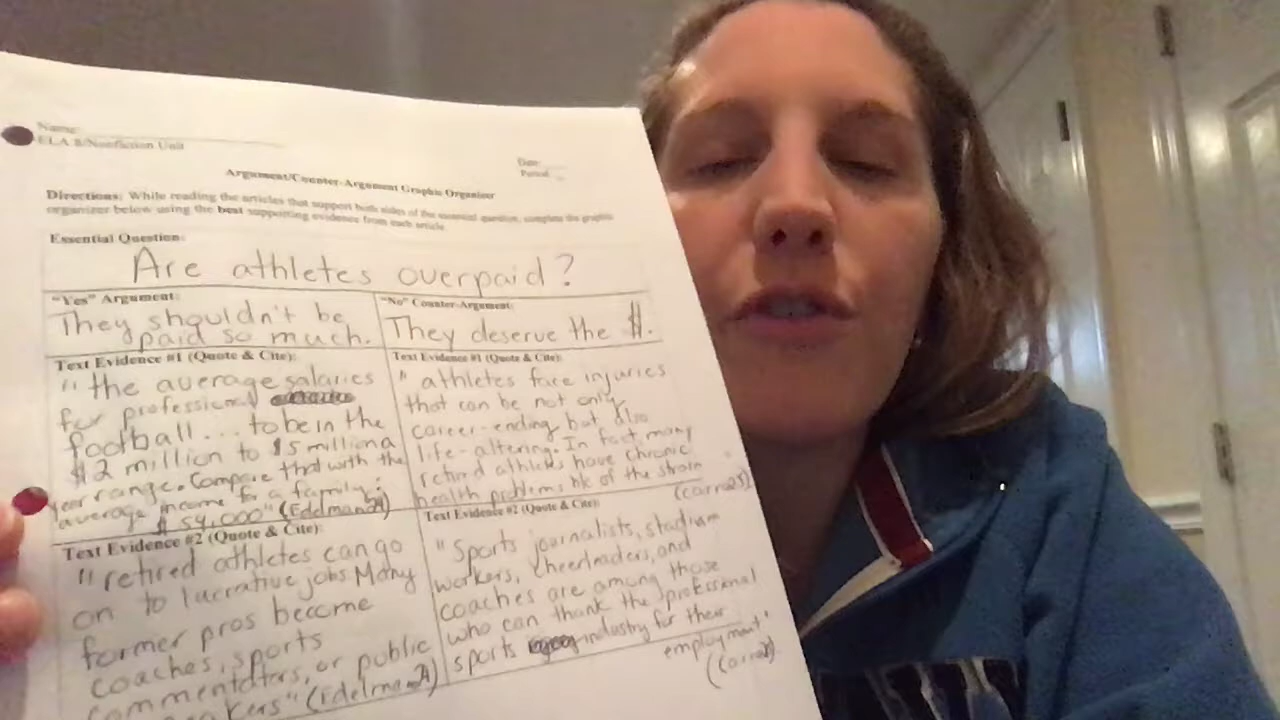 Name:
ELA 8/Nonfiction Unit
Date:
Period
Argument/Counter-Argument Graphic Organizer
Directions: While reading the articles that support both sides of the essential question, complete the graphic
organizer below using the best supporting evidence from each article.
Essential Question:
Are athletes overpaid?
"Yes" Argument:
They shouldn't be
paid so much.
"No" Counter-Argument:
They deserve the $.
Text Evidence #1 (Quote & Cite):
"the average salaries
for professional
football... to be in the
$2 million to $5 million a
year range. Compare that with the
average income for a family:
$54,000" (Edelman 24)
Text Evidence #1 (Quote & Cite):
"athletes face injuries
that can be not only
career-ending but also
life-altering. In fact, many
retired athletes have chronic
health problems of the strain
Text Evidence #2 (Quote & Cite):
"retired athletes can go
on to lucrative jobs. Many
former pros become
coaches, sports
commentators, or public
(Edelman 24)
Text Evidence #2 (Quote & Cite):
"Sports journalists, stadium
workers, cheerleaders, and
coaches are among those
who can thank the professional
sports industry for their
employment"